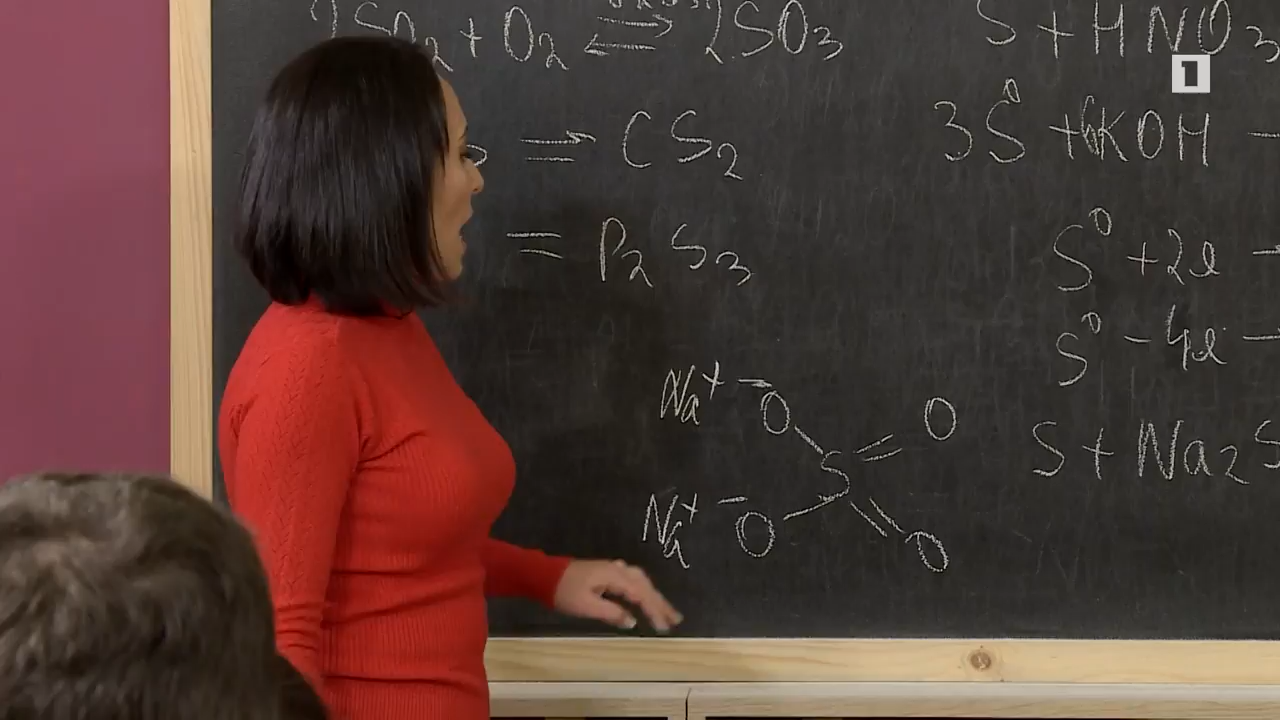 2SO₂ + O₂ ⇌ 2SO₃
⇒ CS₂
= P₂S₃
Na⁺ ⁻O O
S
Na⁺ ⁻O O
S + HNO₃
1
3S⁰ + 6KOH
S⁰ + 2e
S⁰ - 4e
S + Na₂S